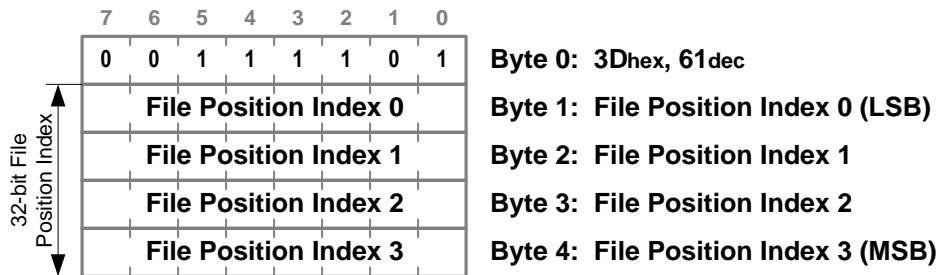 7 6 5 4 3 2 1 0
0 0 1 1 1 1 0 1 Byte 0: 3Dhex, 61dec
File Position Index 0 Byte 1: File Position Index 0 (LSB)
File Position Index 1 Byte 2: File Position Index 1
File Position Index 2 Byte 3: File Position Index 2
File Position Index 3 Byte 4: File Position Index 3 (MSB)
32-bit File
Position Index